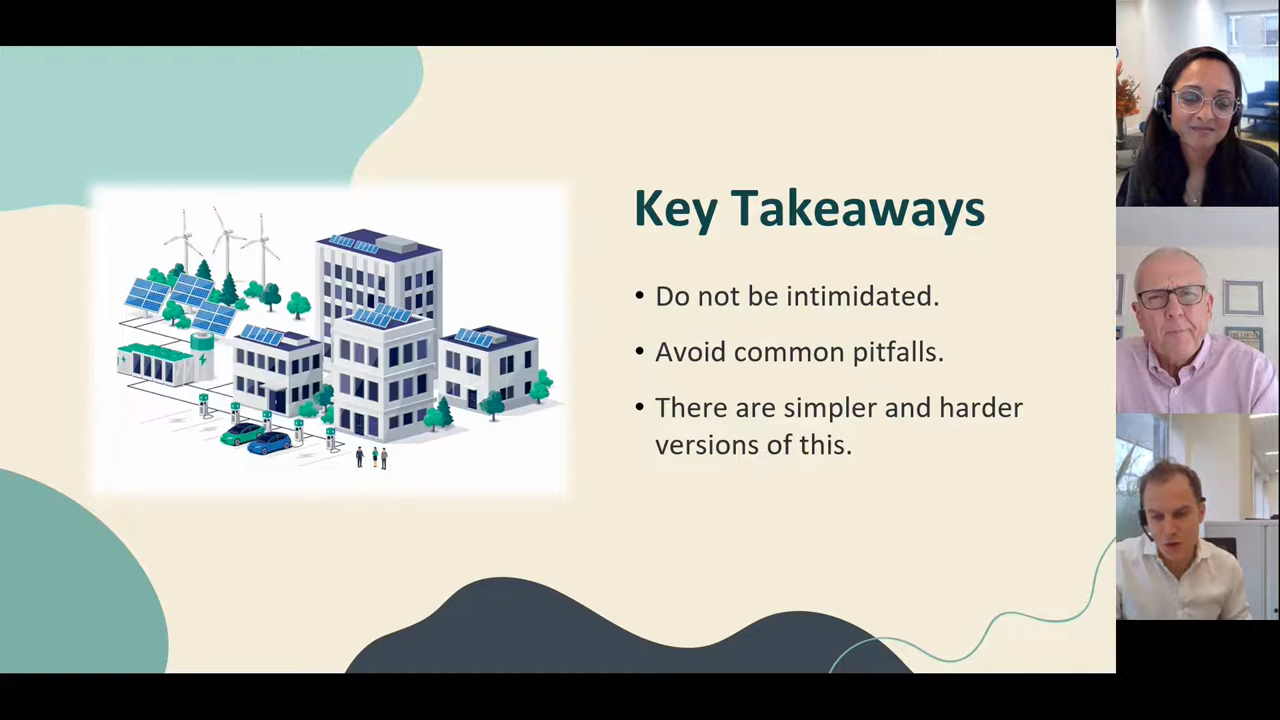 Key Takeaways
• Do not be intimidated.
• Avoid common pitfalls.
• There are simpler and harder
versions of this.